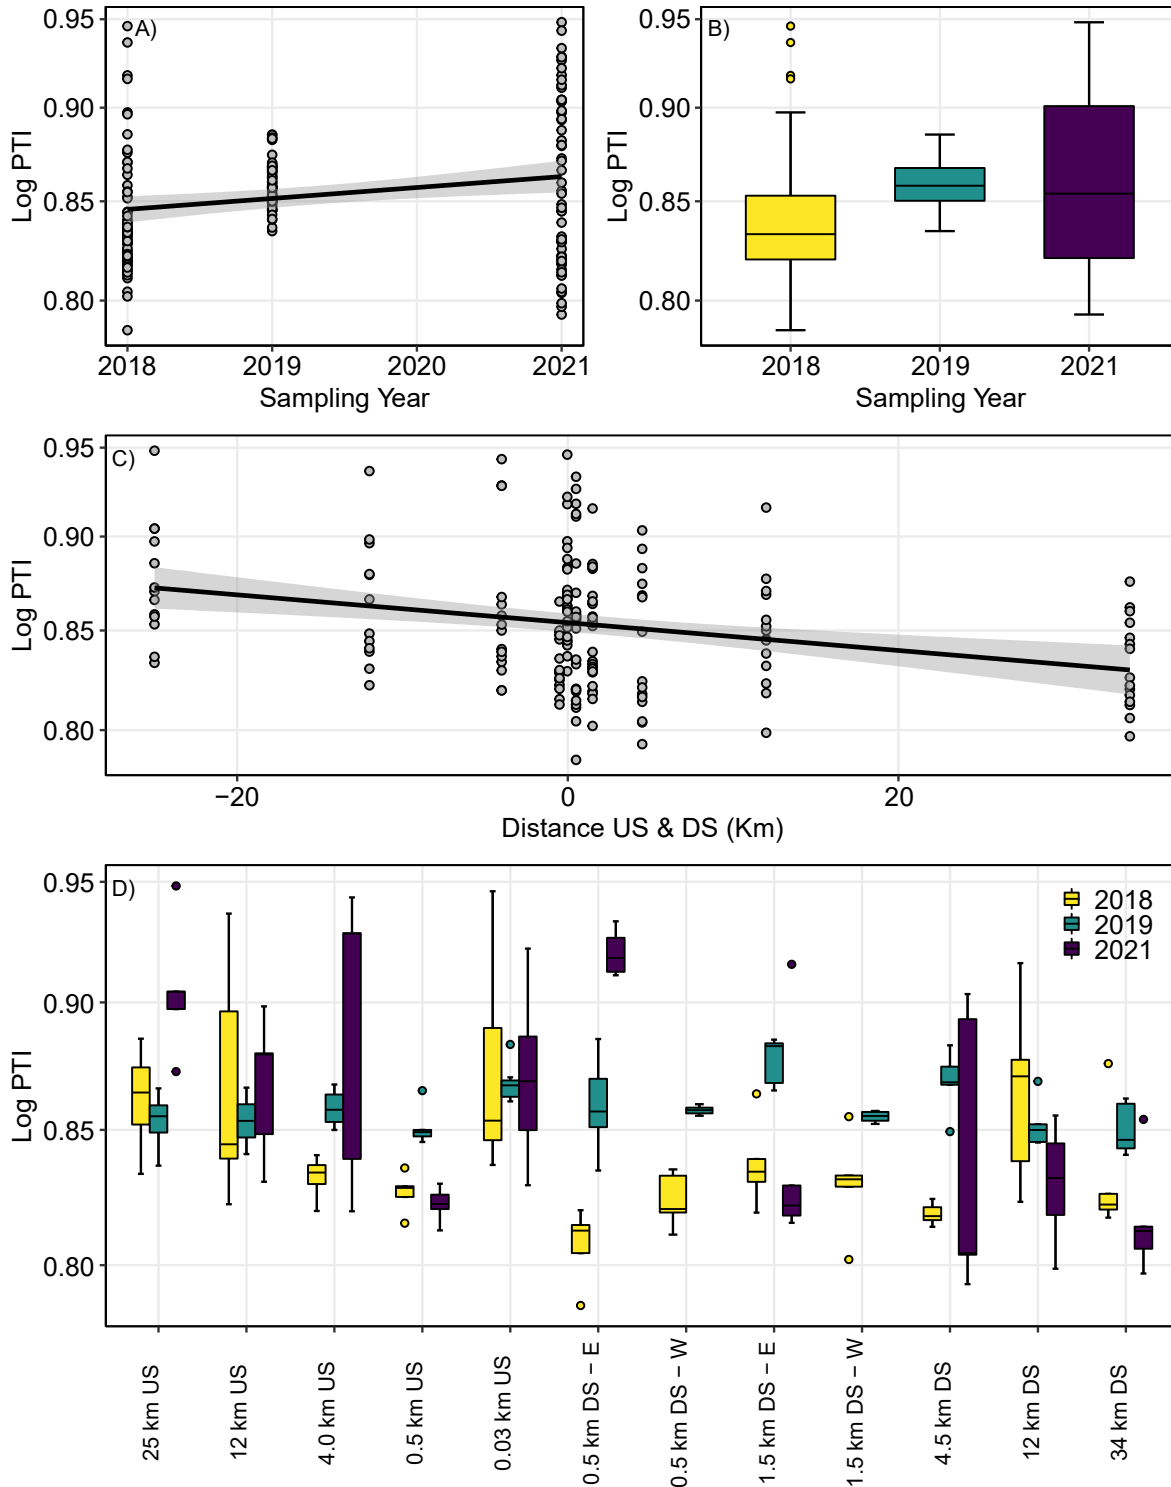 A)
0.95
0.90
0.85
0.80
Log PTI
2018 2019 2020 2021
Sampling Year
B)
0.95
0.90
0.85
0.80
Log PTI
2018 2019 2021
Sampling Year
C)
0.95
0.90
0.85
0.80
Log PTI
−20 0 20
Distance US & DS (Km)
D)
0.95
0.90
0.85
0.80
Log PTI
2018
2019
2021
25 km US
12 km US
4.0 km US
0.5 km US
0.03 km US
0.5 km DS − E
0.5 km DS − W
1.5 km DS − E
1.5 km DS − W
4.5 km DS
12 km DS
34 km DS